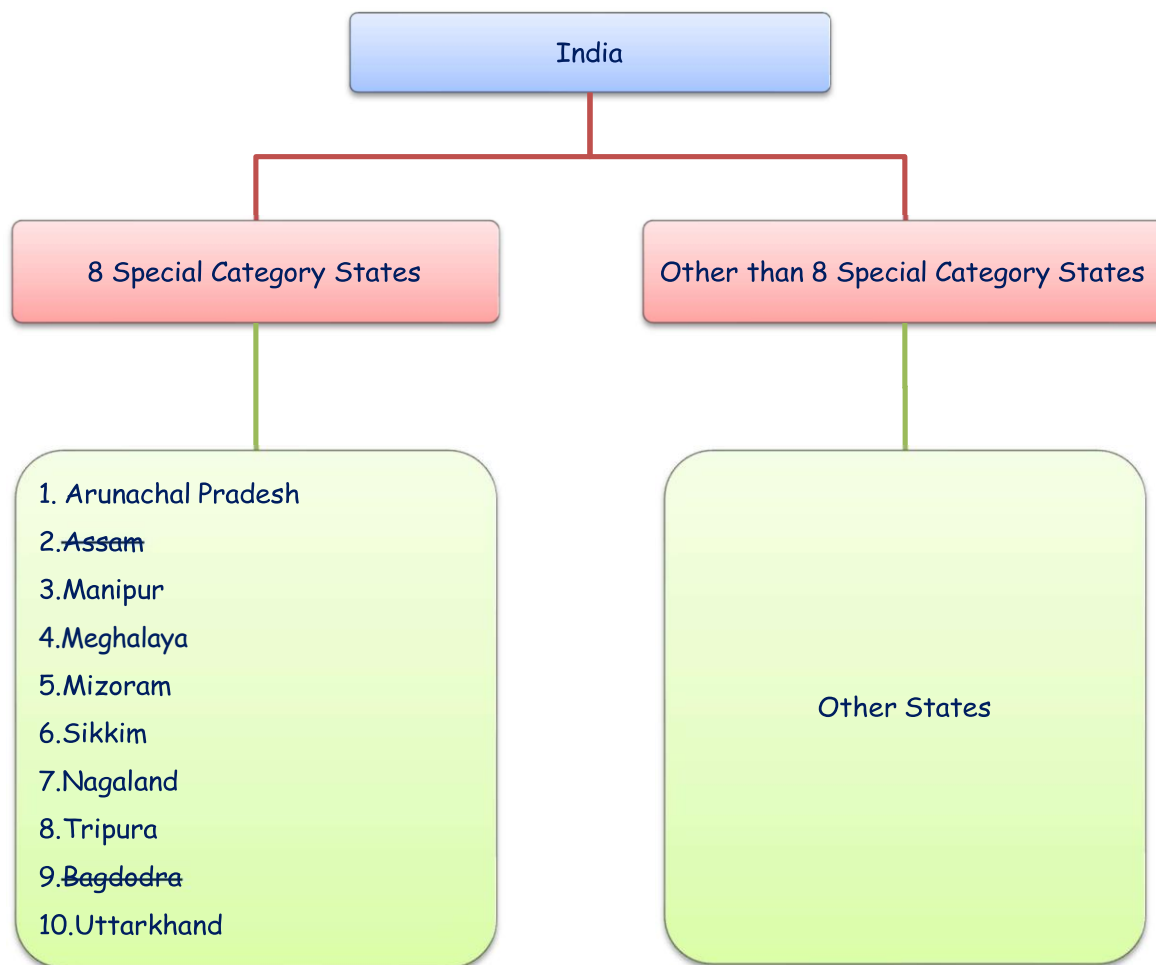 India
8 Special Category States
Other than 8 Special Category States
1. Arunachal Pradesh
2.Assam
3.Manipur
4.Meghalaya
5.Mizoram
6.Sikkim
7.Nagaland
8.Tripura
9.Bagdodra
10.Uttarkhand
Other States